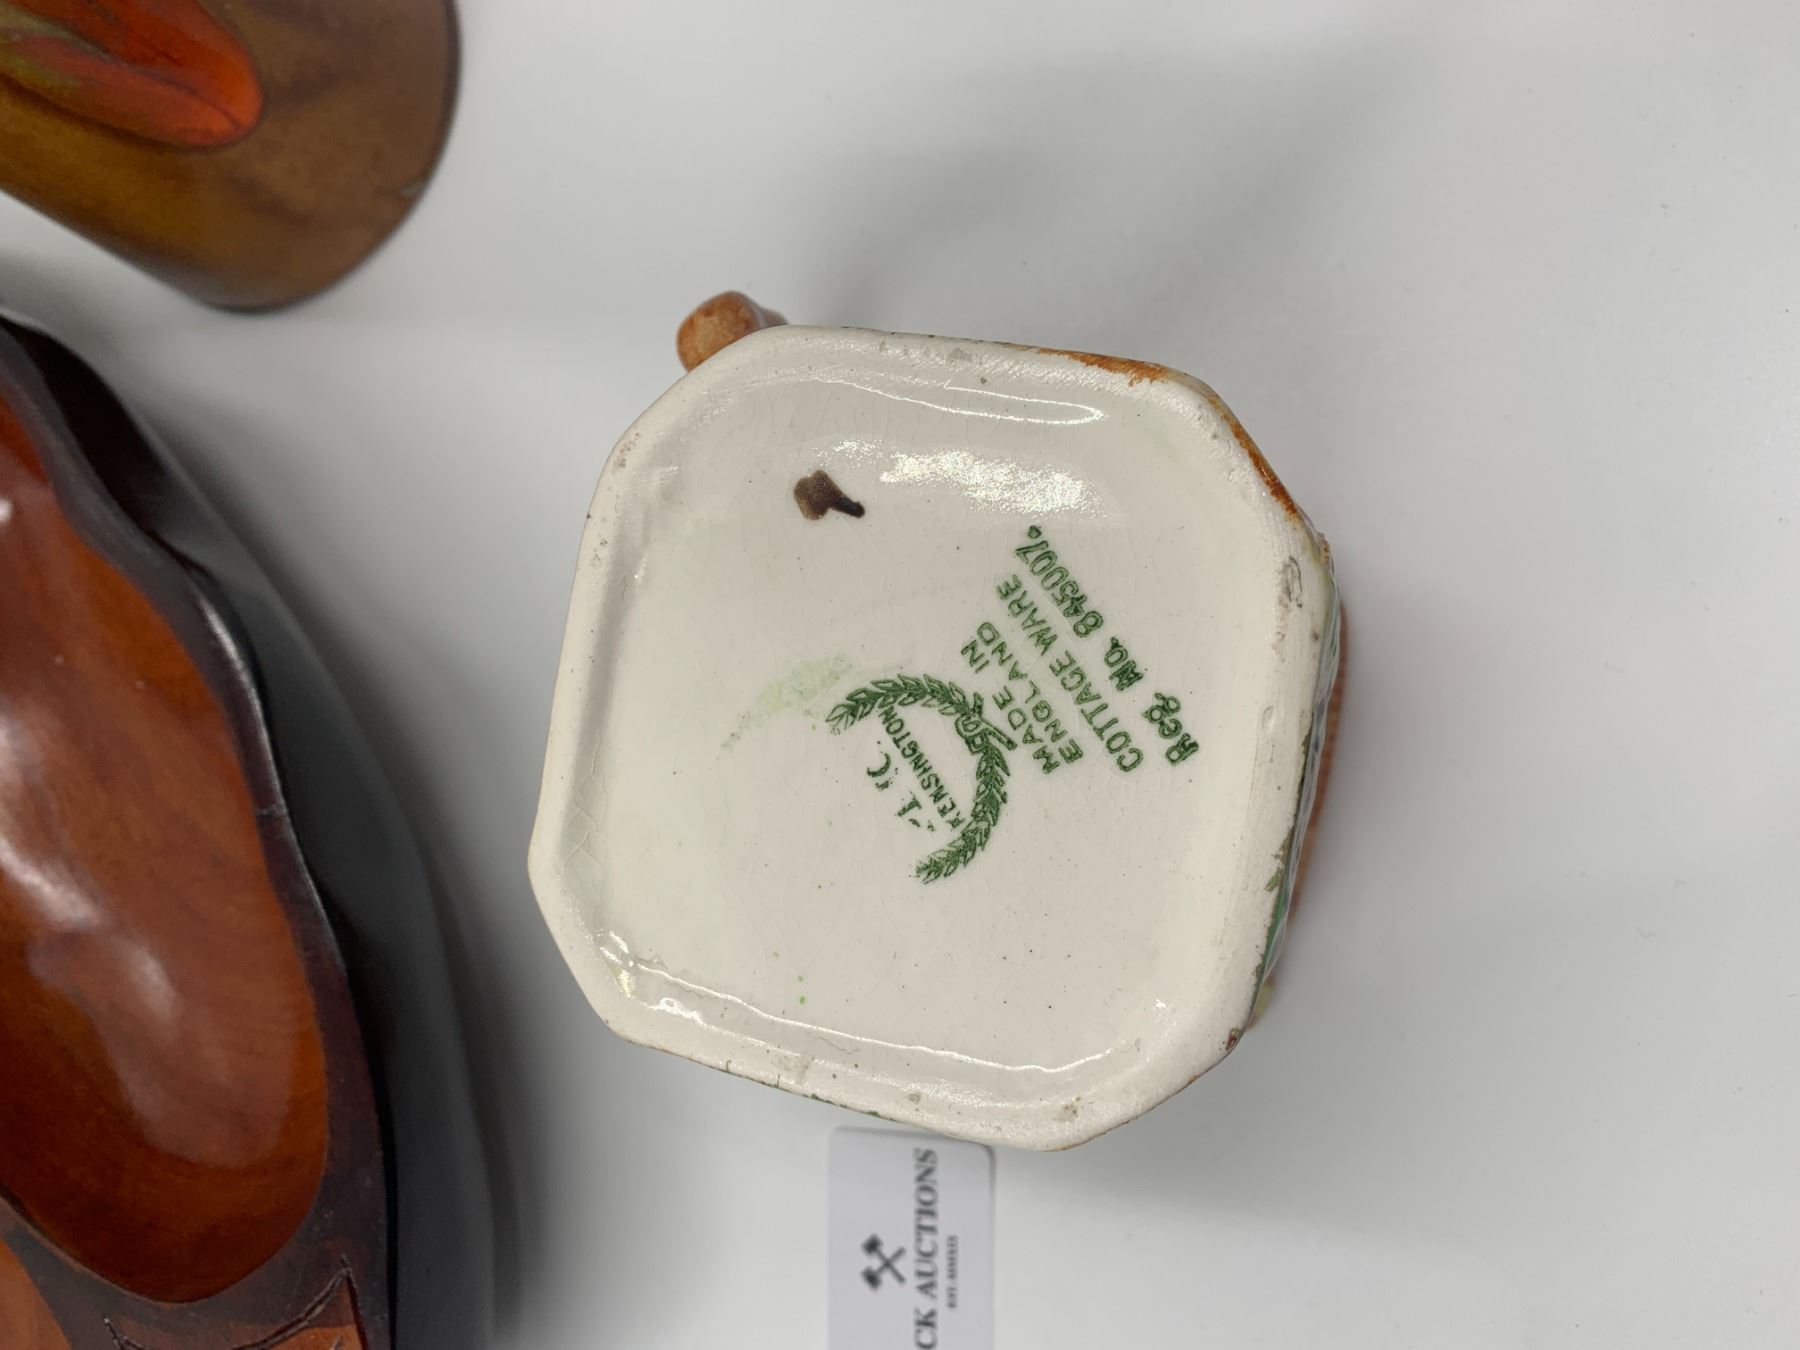 KENSINGTON
MADE IN
ENGLAND
COTTAGE WARE
Reg. No. 845007.
CK AUCTIONS